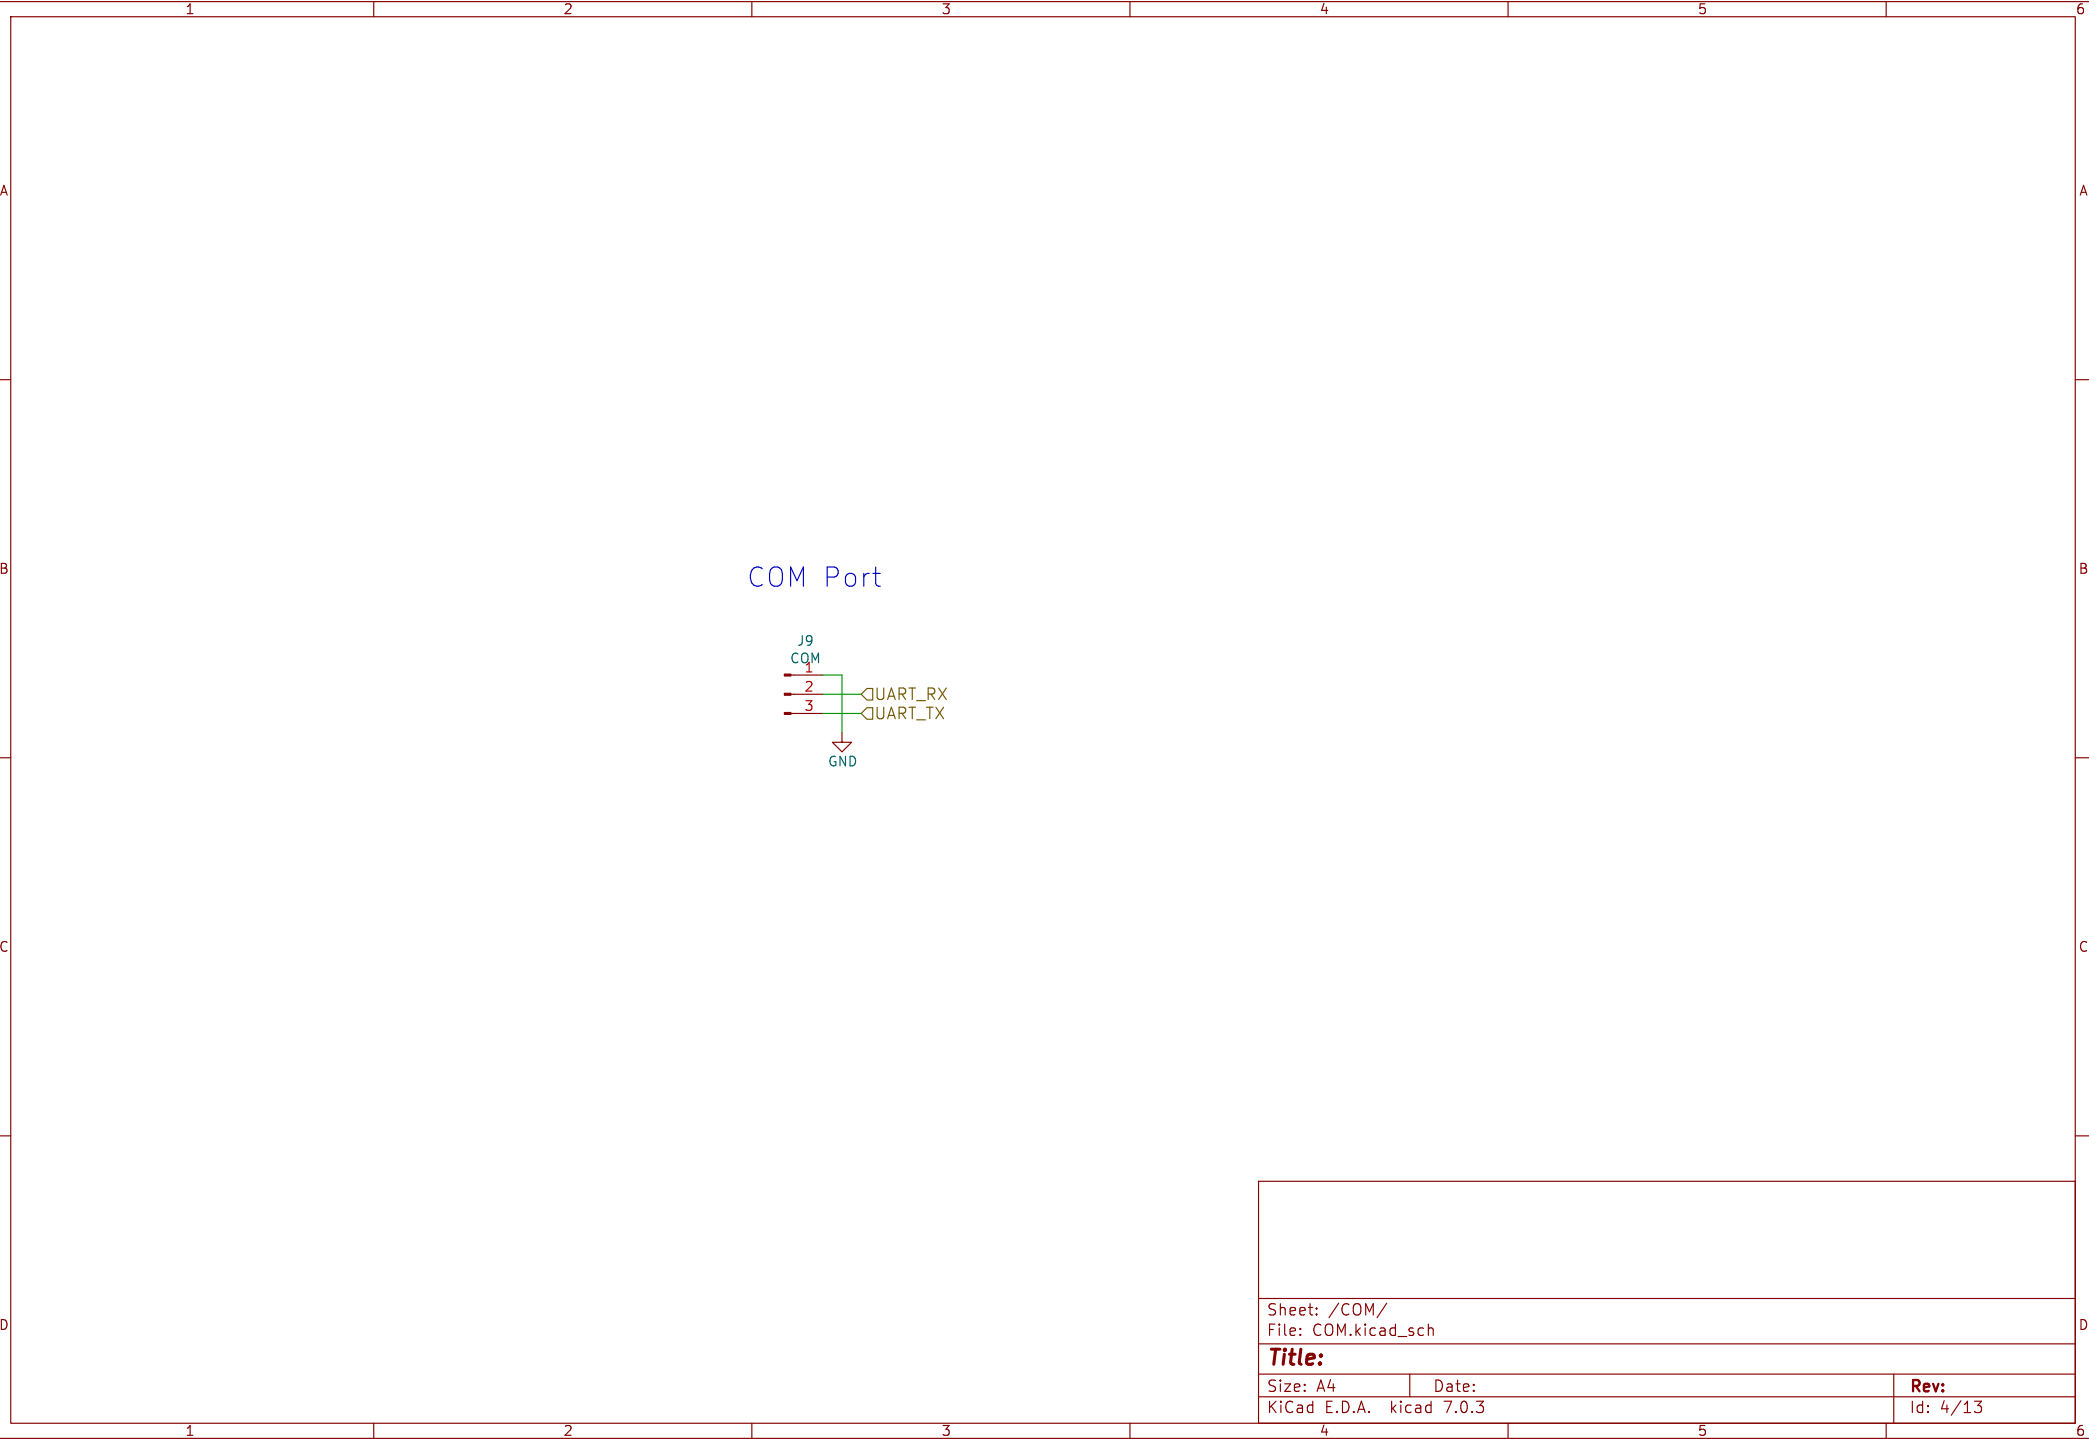 1 2 3 4 5 6
A A
B B
COM Port
J9
COM
1
2 UART_RX
3 UART_TX
GND
C C
Sheet: /COM/
File: COM.kicad_sch
D D
Title:
Size: A4 Date: Rev:
KiCad E.D.A. kicad 7.0.3 Id: 4/13
1 2 3 4 5 6